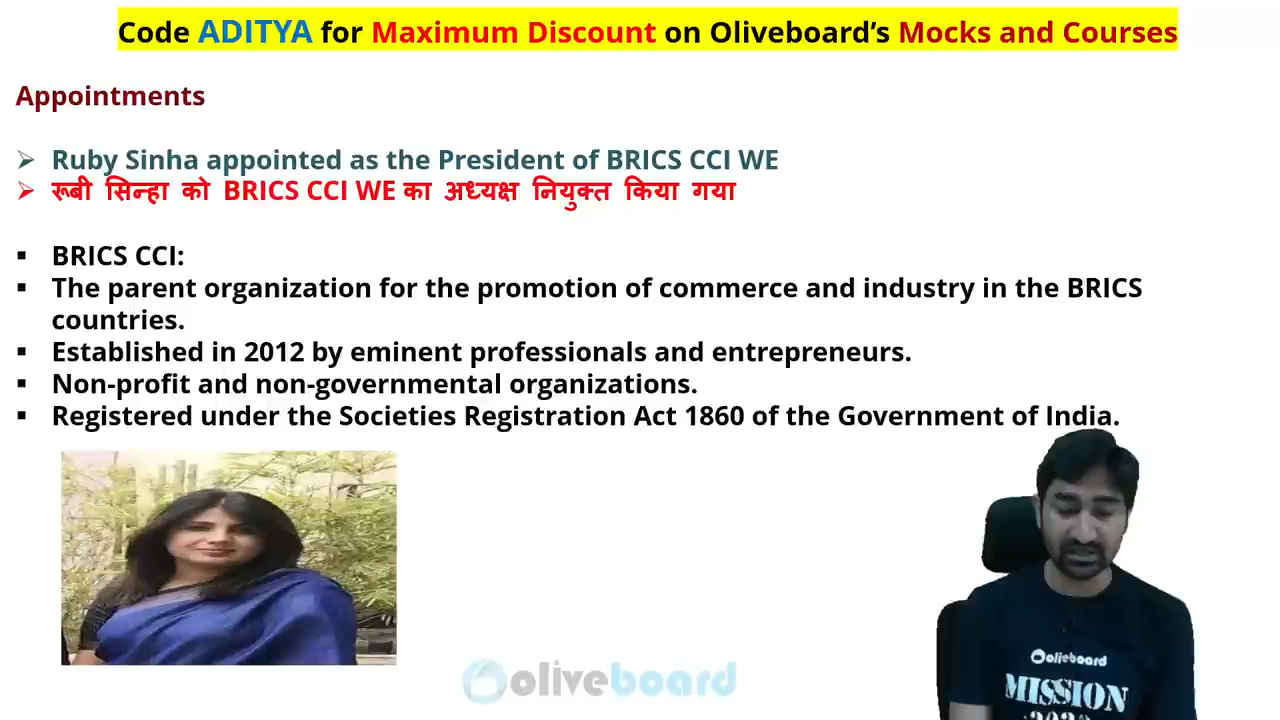 Code ADITYA for Maximum Discount on Oliveboard’s Mocks and Courses
Appointments
➢ Ruby Sinha appointed as the President of BRICS CCI WE
➢ रूबी सिन्हा को BRICS CCI WE का अध्यक्ष नियुक्त किया गया
▪ BRICS CCI:
▪ The parent organization for the promotion of commerce and industry in the BRICS
countries.
▪ Established in 2012 by eminent professionals and entrepreneurs.
▪ Non-profit and non-governmental organizations.
▪ Registered under the Societies Registration Act 1860 of the Government of India.
oliveboard
oliveboard
MISSION